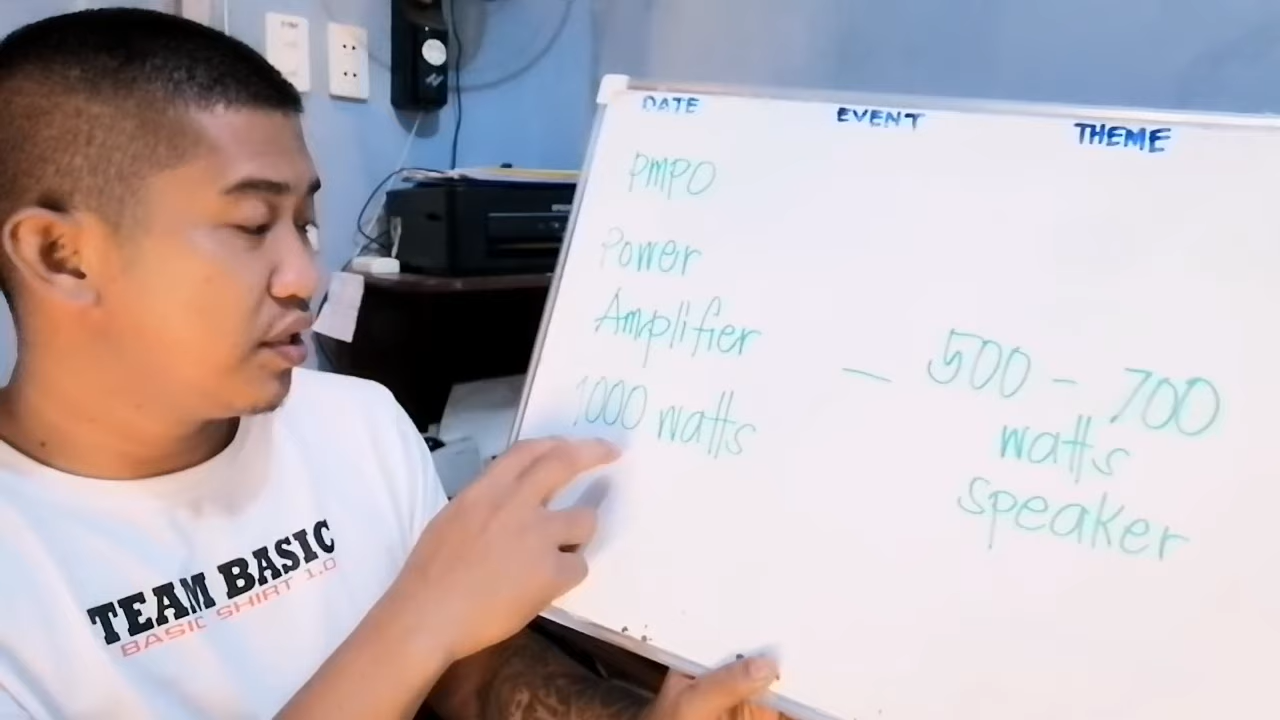 DATE EVENT THEME
PMPO
Power
Amplifier
1000 watts
– 500 – 700
watts
speaker
TEAM BASIC
BASIC SHIRT 1.0